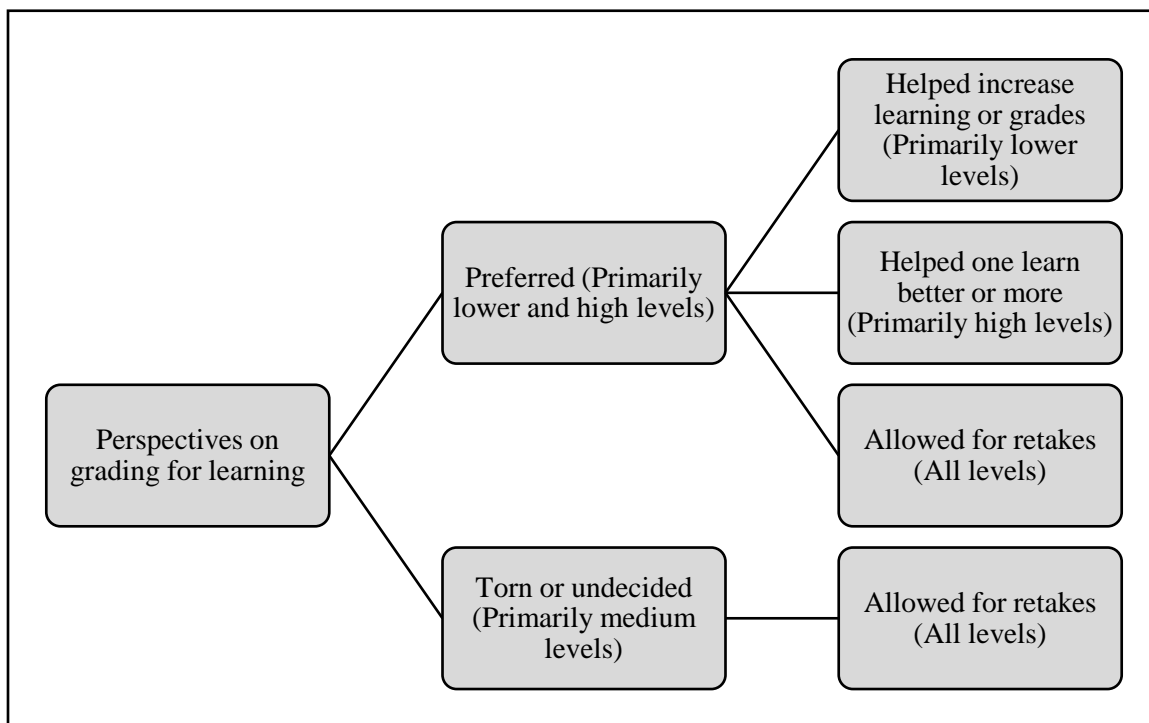 Perspectives on
grading for learning
Preferred (Primarily
lower and high levels)
Helped increase
learning or grades
(Primarily lower
levels)
Helped one learn
better or more
(Primarily high levels)
Allowed for retakes
(All levels)
Torn or undecided
(Primarily medium
levels)
Allowed for retakes
(All levels)